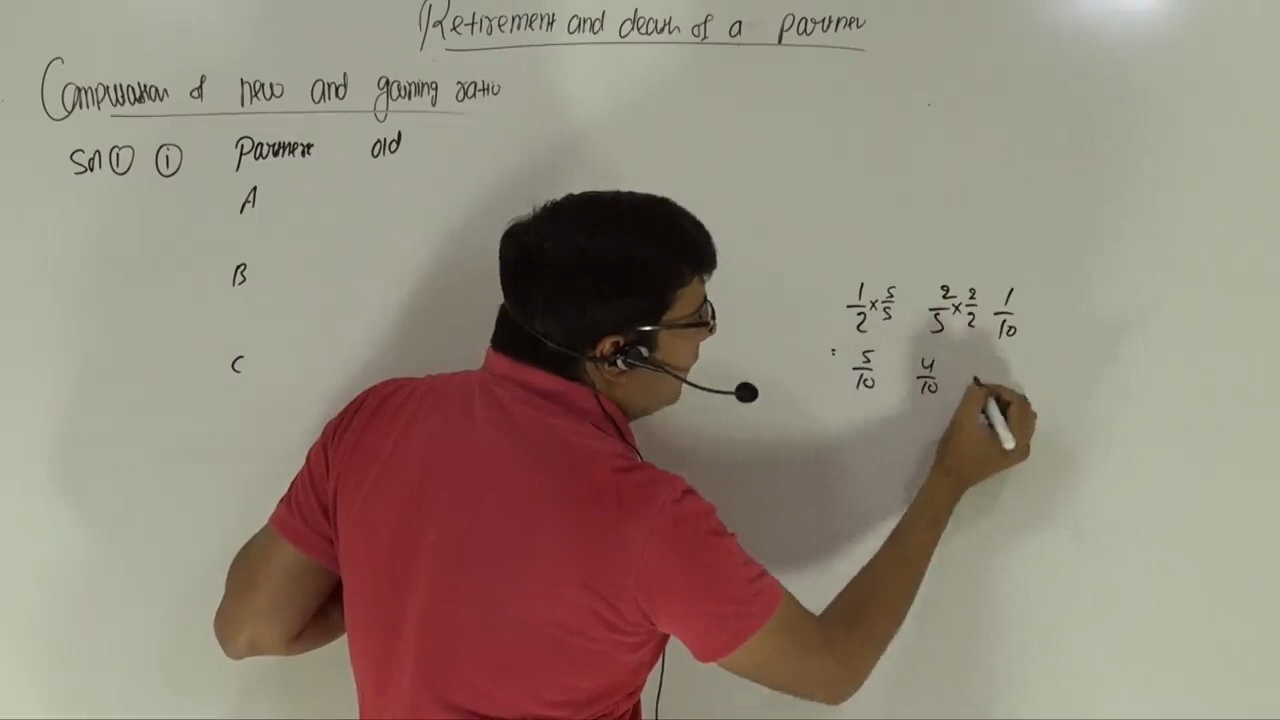 Retirement and death of a partner
Computation of new and gaining ratio
Sol ① ⓘ Partners old
A
B
C
1/2 × 5/5 2/5 × 2/2 1/10
= 5/10 4/10